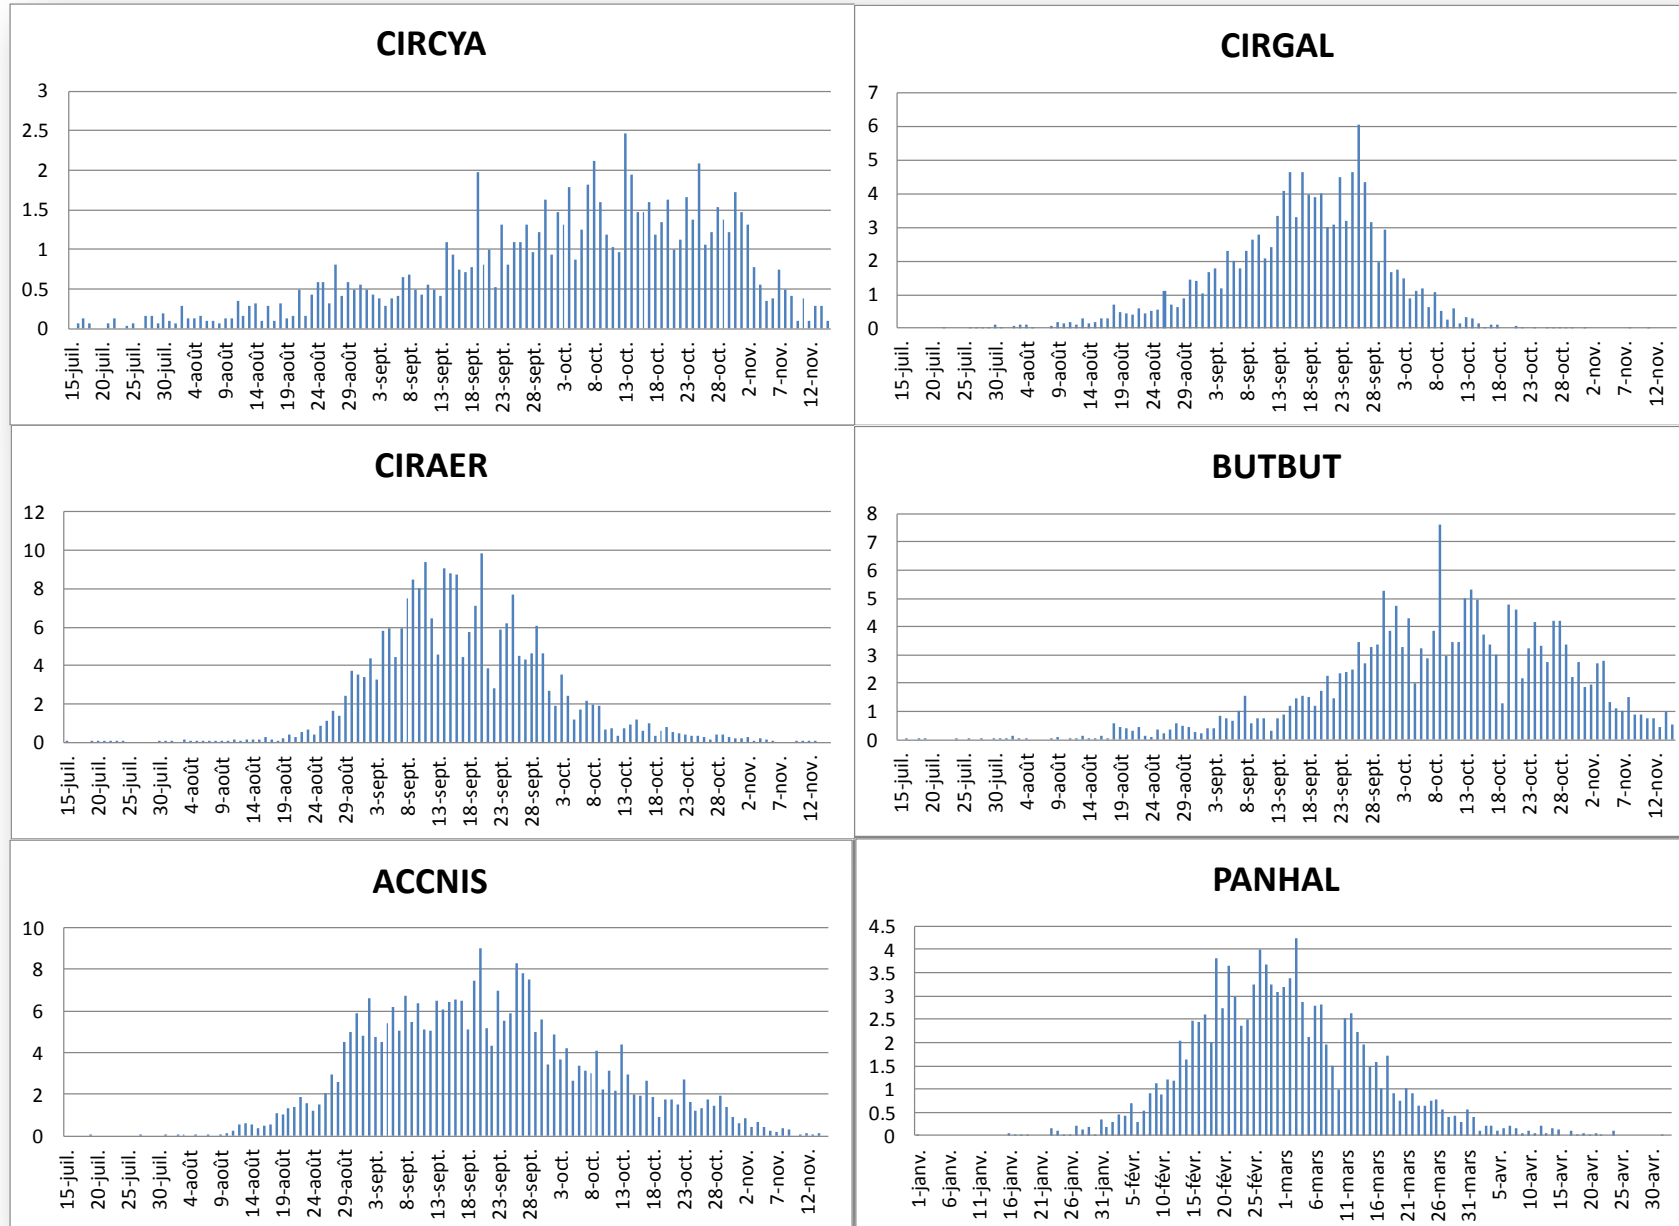 CIRCYA
3
2.5
2
1.5
1
0.5
0
15-juil.
20-juil.
25-juil.
30-juil.
4-août
9-août
14-août
19-août
24-août
29-août
3-sept.
8-sept.
13-sept.
18-sept.
23-sept.
28-sept.
3-oct.
8-oct.
13-oct.
18-oct.
23-oct.
28-oct.
2-nov.
7-nov.
12-nov.
CIRGAL
7
6
5
4
3
2
1
0
15-juil.
20-juil.
25-juil.
30-juil.
4-août
9-août
14-août
19-août
24-août
29-août
3-sept.
8-sept.
13-sept.
18-sept.
23-sept.
28-sept.
3-oct.
8-oct.
13-oct.
18-oct.
23-oct.
28-oct.
2-nov.
7-nov.
12-nov.
CIRAER
12
10
8
6
4
2
0
15-juil.
20-juil.
25-juil.
30-juil.
4-août
9-août
14-août
19-août
24-août
29-août
3-sept.
8-sept.
13-sept.
18-sept.
23-sept.
28-sept.
3-oct.
8-oct.
13-oct.
18-oct.
23-oct.
28-oct.
2-nov.
7-nov.
12-nov.
BUTBUT
8
7
6
5
4
3
2
1
0
15-juil.
20-juil.
25-juil.
30-juil.
4-août
9-août
14-août
19-août
24-août
29-août
3-sept.
8-sept.
13-sept.
18-sept.
23-sept.
28-sept.
3-oct.
8-oct.
13-oct.
18-oct.
23-oct.
28-oct.
2-nov.
7-nov.
12-nov.
ACCNIS
10
8
6
4
2
0
15-juil.
20-juil.
25-juil.
30-juil.
4-août
9-août
14-août
19-août
24-août
29-août
3-sept.
8-sept.
13-sept.
18-sept.
23-sept.
28-sept.
3-oct.
8-oct.
13-oct.
18-oct.
23-oct.
28-oct.
2-nov.
7-nov.
12-nov.
PANHAL
4.5
4
3.5
3
2.5
2
1.5
1
0.5
0
1-janv.
6-janv.
11-janv.
16-janv.
21-janv.
26-janv.
31-janv.
5-févr.
10-févr.
15-févr.
20-févr.
25-févr.
1-mars
6-mars
11-mars
16-mars
21-mars
26-mars
31-mars
5-avr.
10-avr.
15-avr.
20-avr.
25-avr.
30-avr.